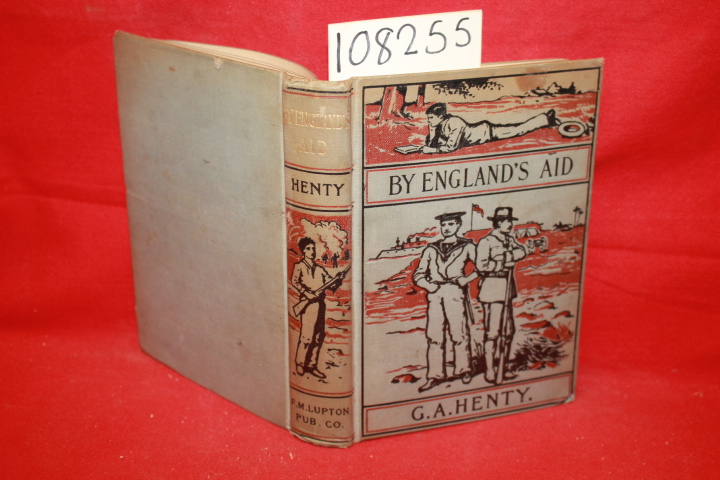 108255
BY ENGLAND'S
AID
HENTY
F.M. LUPTON
PUB. CO.
BY ENGLAND'S AID
G.A. HENTY.